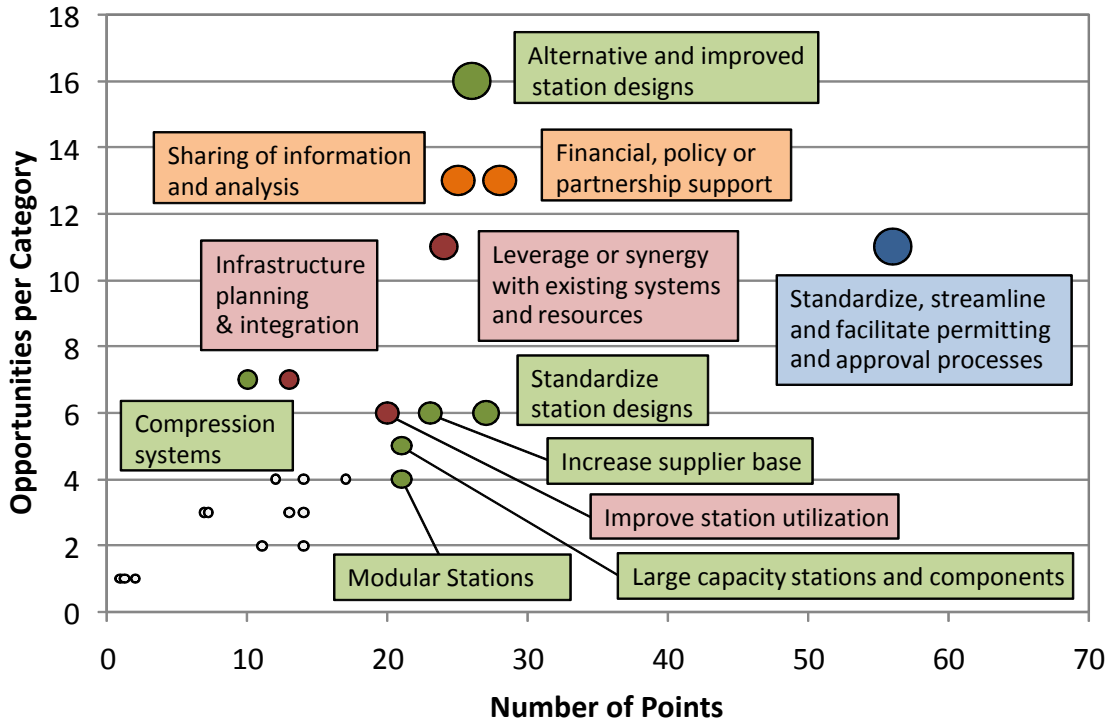 18
16
14
12
10
8
6
4
2
0
Opportunities per Category
Alternative and improved
station designs
Sharing of information
and analysis
Financial, policy or
partnership support
Infrastructure
planning
& integration
Leverage or synergy
with existing systems
and resources
Standardize, streamline
and facilitate permitting
and approval processes
Compression
systems
Standardize
station designs
Increase supplier base
Improve station utilization
Modular Stations
Large capacity stations and components
0 10 20 30 40 50 60 70
Number of Points